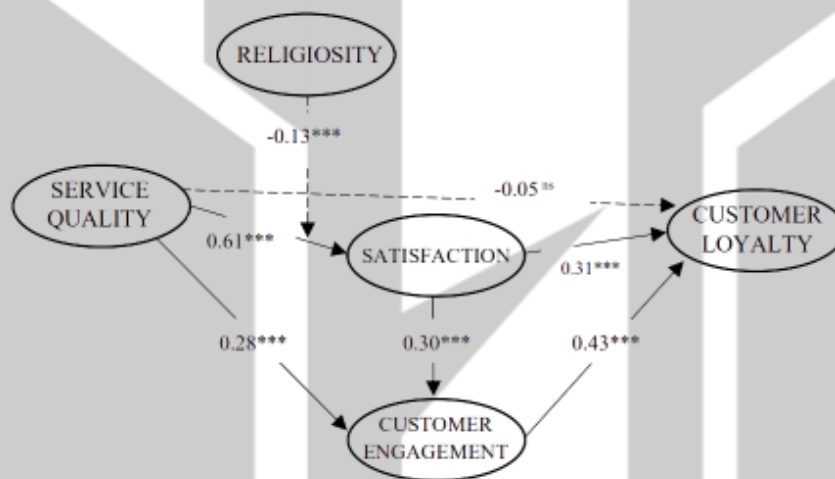 RELIGIOSITY
-0.13***
SERVICE
QUALITY
-0.05 ns
CUSTOMER
LOYALTY
0.61***
SATISFACTION
0.31***
0.28***
0.30***
0.43***
CUSTOMER
ENGAGEMENT